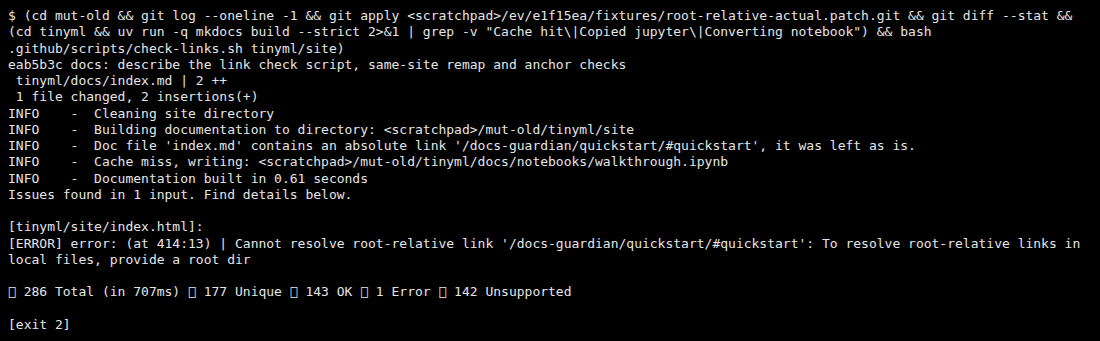 $ (cd mut-old && git log --oneline -1 && git apply <scratchpad>/ev/e1f15ea/fixtures/root-relative-actual.patch.git && git diff --stat &&
(cd tinyml && uv run -q mkdocs build --strict 2>&1 | grep -v "Cache hit\|Copied jupyter\|Converting notebook") && bash
.github/scripts/check-links.sh tinyml/site)
eab5b3c docs: describe the link check script, same-site remap and anchor checks
 tinyml/docs/index.md | 2 ++
 1 file changed, 2 insertions(+)
INFO    -  Cleaning site directory
INFO    -  Building documentation to directory: <scratchpad>/mut-old/tinyml/site
INFO    -  Doc file 'index.md' contains an absolute link '/docs-guardian/quickstart/#quickstart', it was left as is.
INFO    -  Cache miss, writing: <scratchpad>/mut-old/tinyml/docs/notebooks/walkthrough.ipynb
INFO    -  Documentation built in 0.61 seconds
Issues found in 1 input. Find details below.

[tinyml/site/index.html]:
[ERROR] error: (at 414:13) | Cannot resolve root-relative link '/docs-guardian/quickstart/#quickstart': To resolve root-relative links in
local files, provide a root dir

286 Total (in 707ms) 177 Unique 143 OK 1 Error 142 Unsupported

[exit 2]